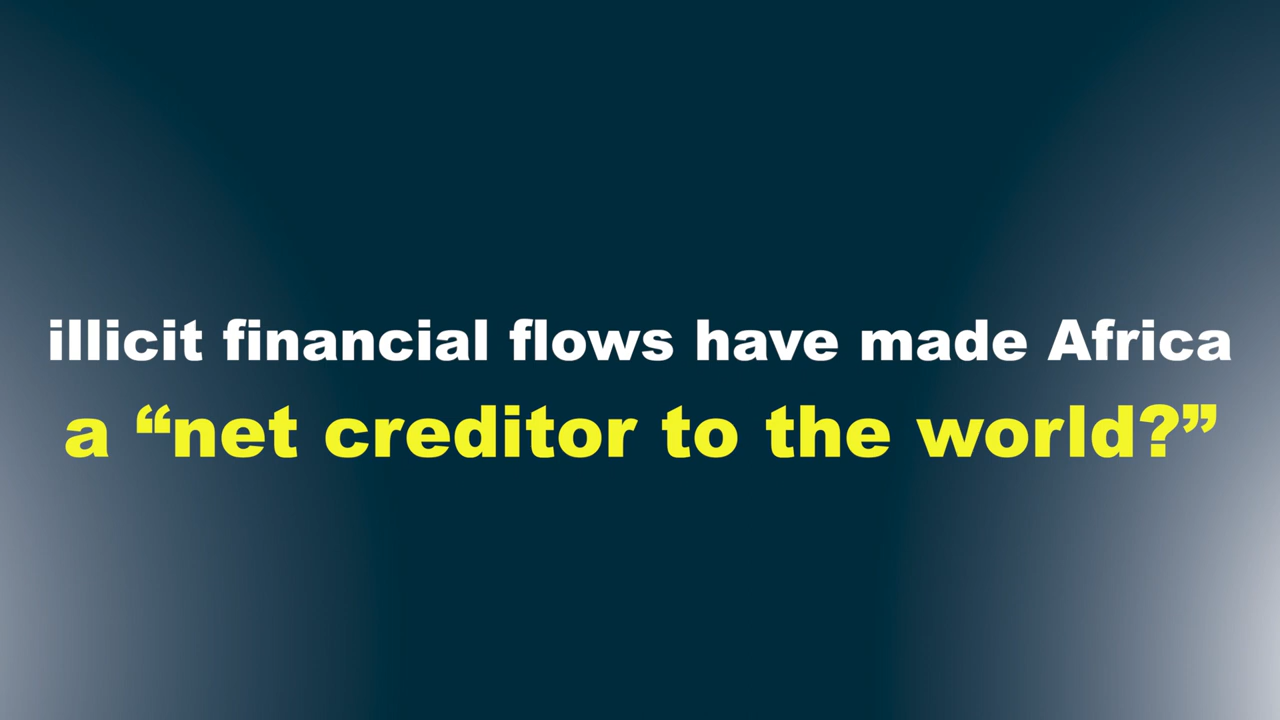 illicit financial flows have made Africa
a “net creditor to the world?”